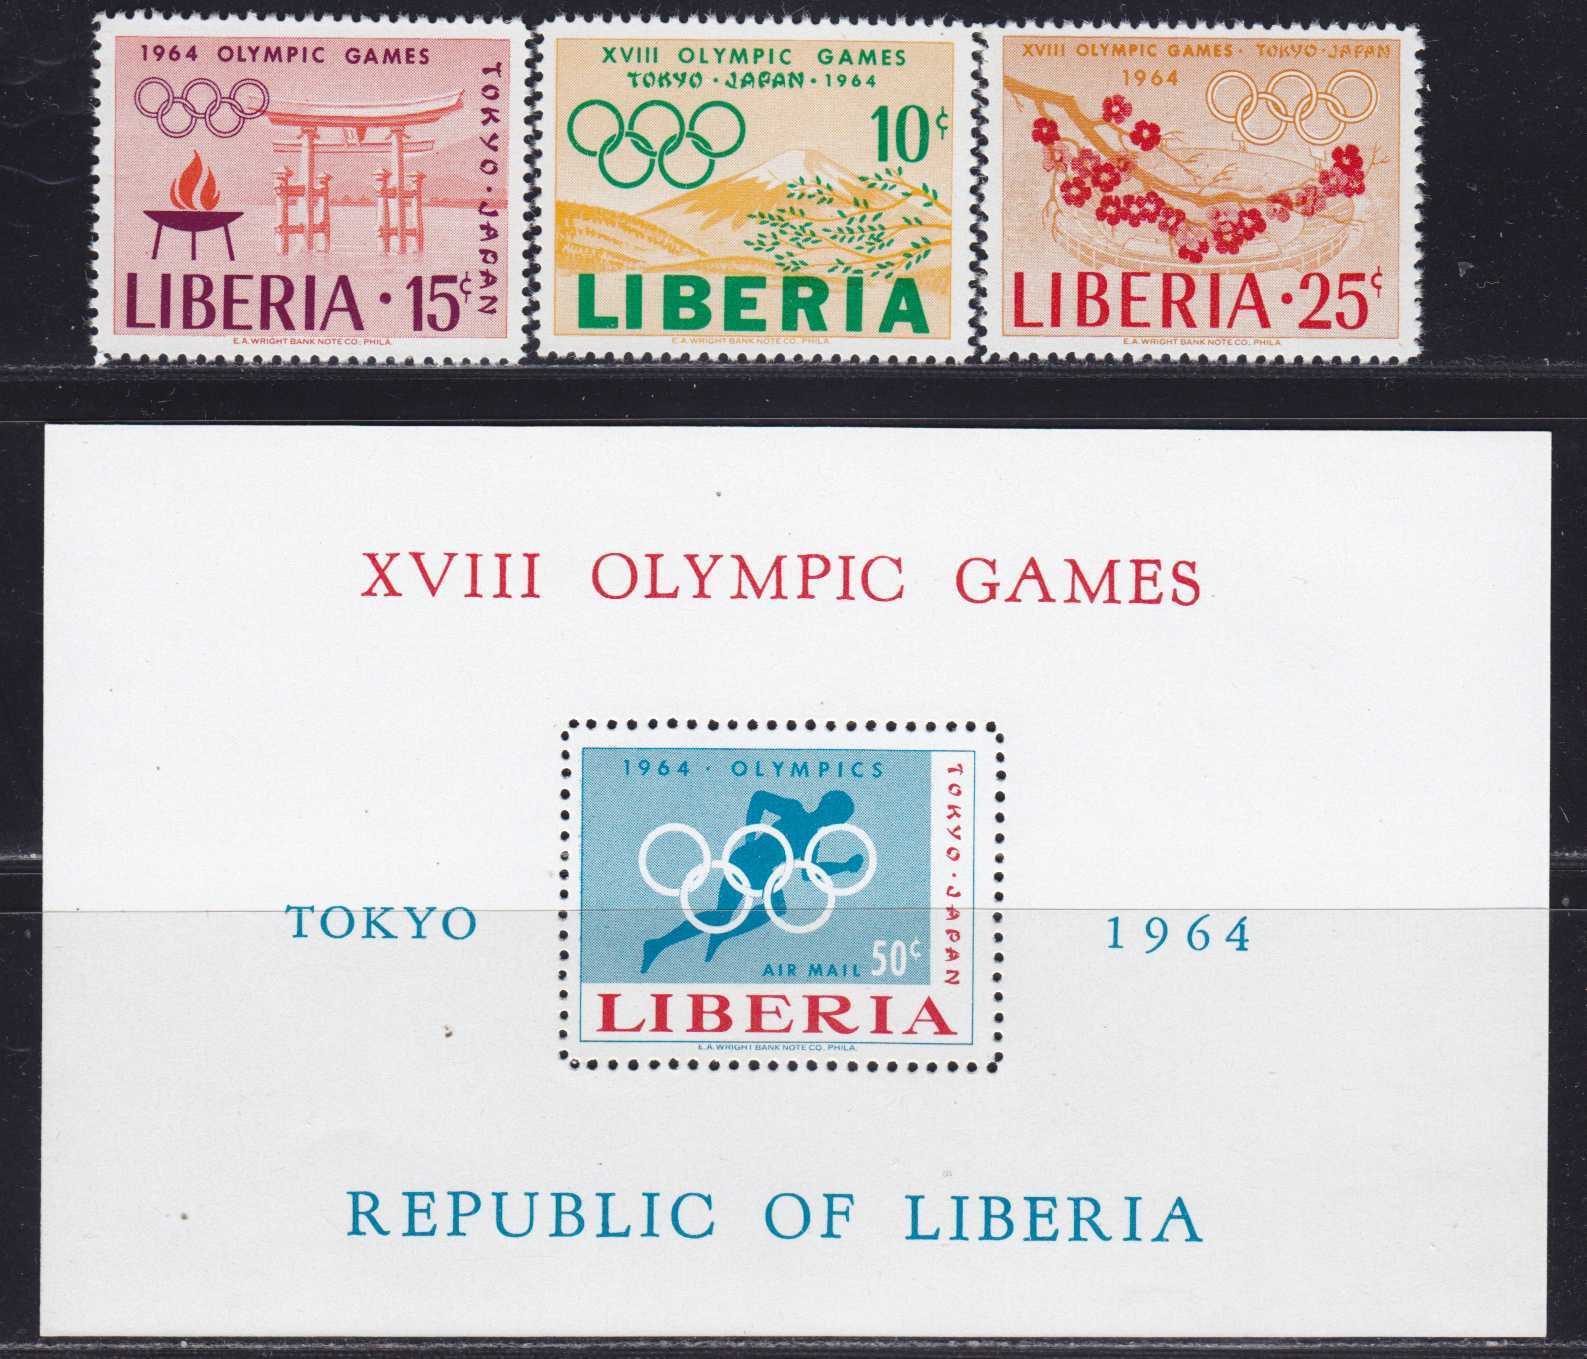 1964 OLYMPIC GAMES
TOKYO · JAPAN
LIBERIA · 15¢
E.A. WRIGHT BANK NOTE CO., PHILA.
XVIII OLYMPIC GAMES
TOKYO · JAPAN · 1964
10¢
LIBERIA
E.A. WRIGHT BANK NOTE CO., PHILA.
XVIII OLYMPIC GAMES · TOKYO · JAPAN
1964
LIBERIA · 25¢
E.A. WRIGHT BANK NOTE CO., PHILA.
XVIII OLYMPIC GAMES
TOKYO
1964 · OLYMPICS
TOKYO · JAPAN
AIR MAIL 50¢
LIBERIA
E.A. WRIGHT BANK NOTE CO., PHILA.
1964
REPUBLIC OF LIBERIA